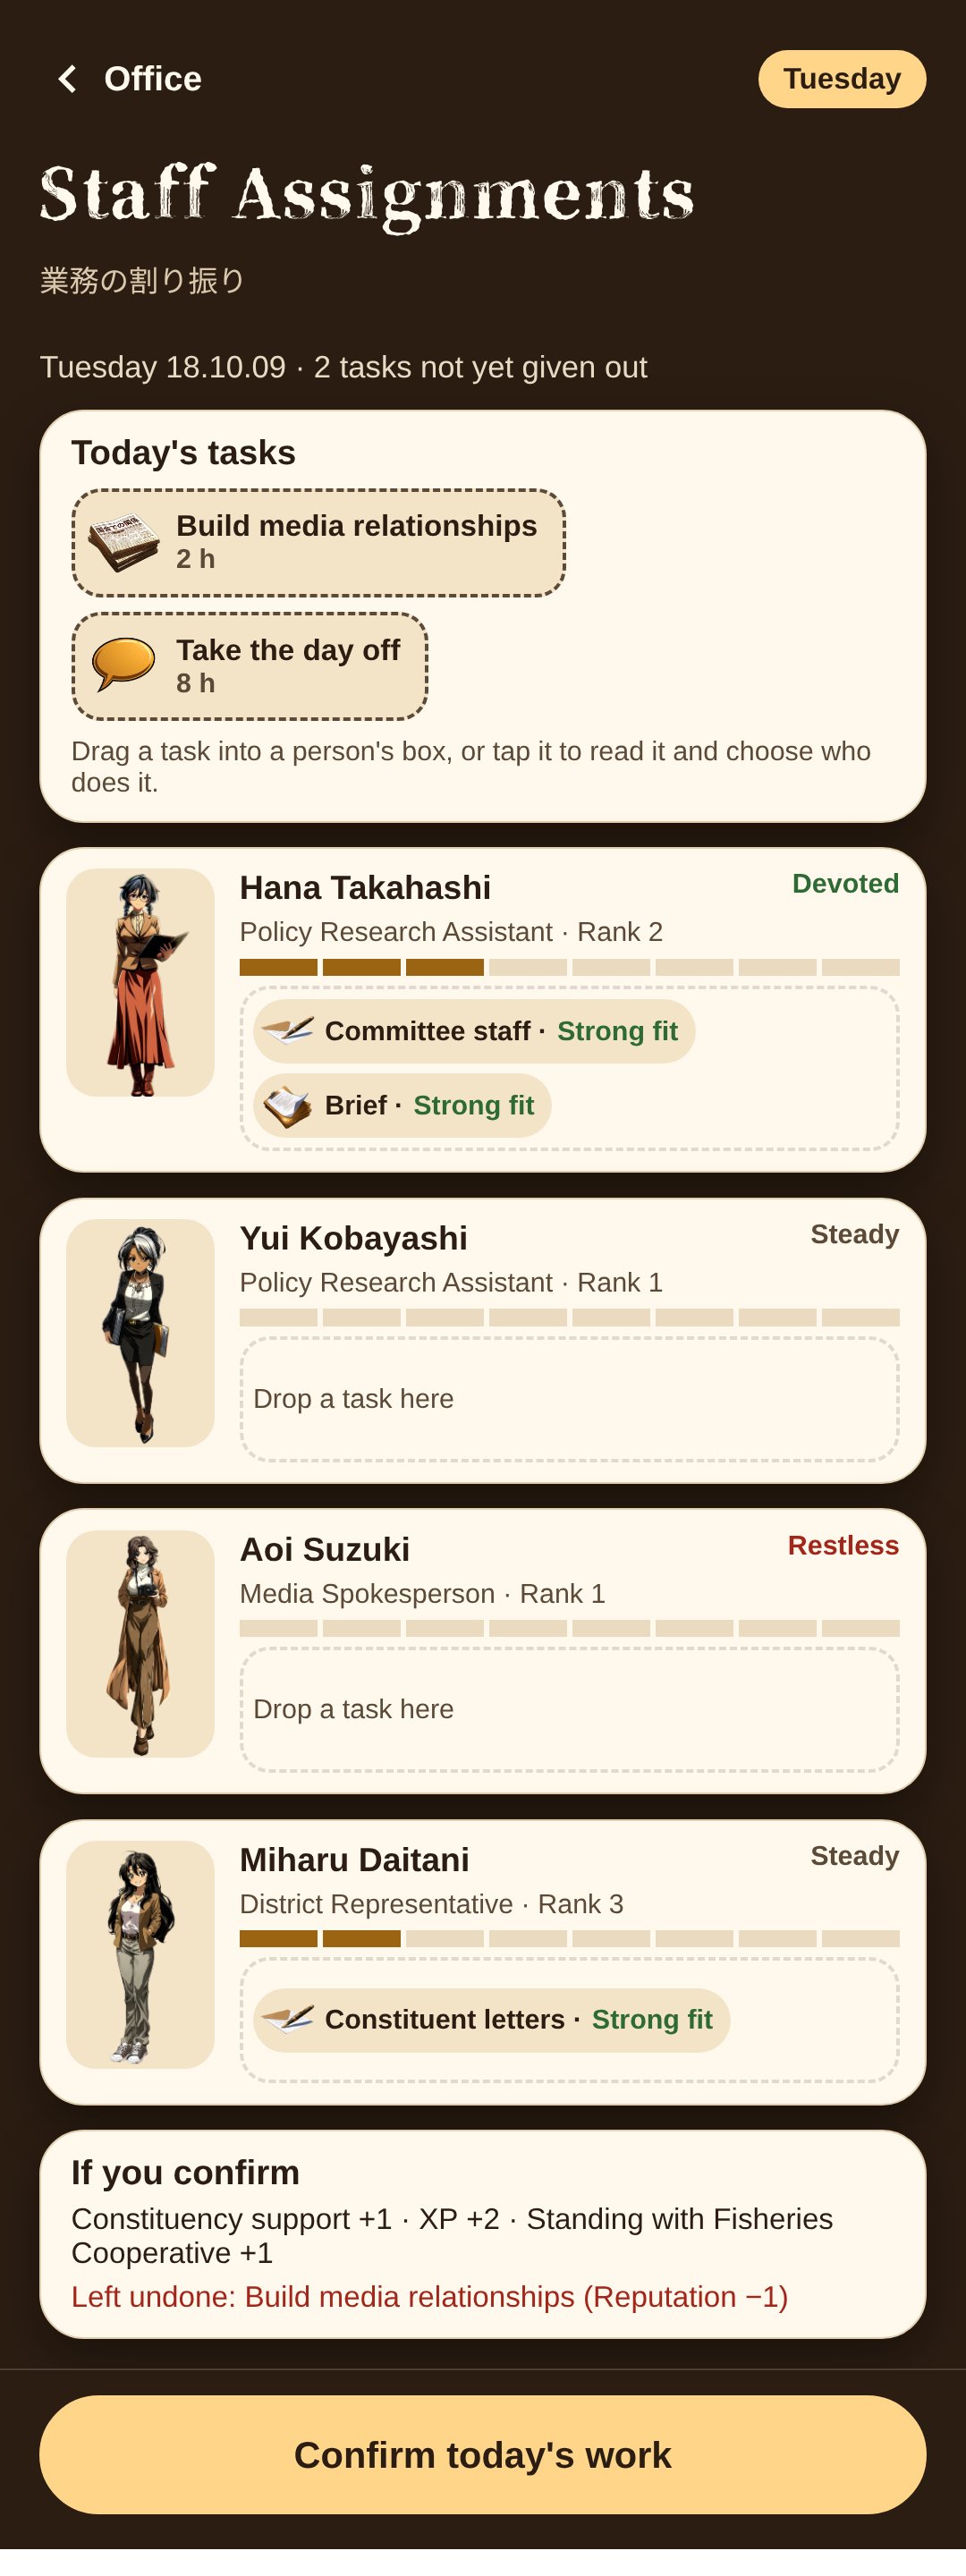 Office
Tuesday
Staff Assignments
業務の割り振り
Tuesday 18.10.09 · 2 tasks not yet given out
Today's tasks
Build media relationships
2 h
Take the day off
8 h
Drag a task into a person's box, or tap it to read it and choose who
does it.
Hana Takahashi
Devoted
Policy Research Assistant · Rank 2
Committee staff · Strong fit
Brief · Strong fit
Yui Kobayashi
Steady
Policy Research Assistant · Rank 1
Drop a task here
Aoi Suzuki
Restless
Media Spokesperson · Rank 1
Drop a task here
Miharu Daitani
Steady
District Representative · Rank 3
Constituent letters · Strong fit
If you confirm
Constituency support +1 · XP +2 · Standing with Fisheries
Cooperative +1
Left undone: Build media relationships (Reputation −1)
Confirm today's work